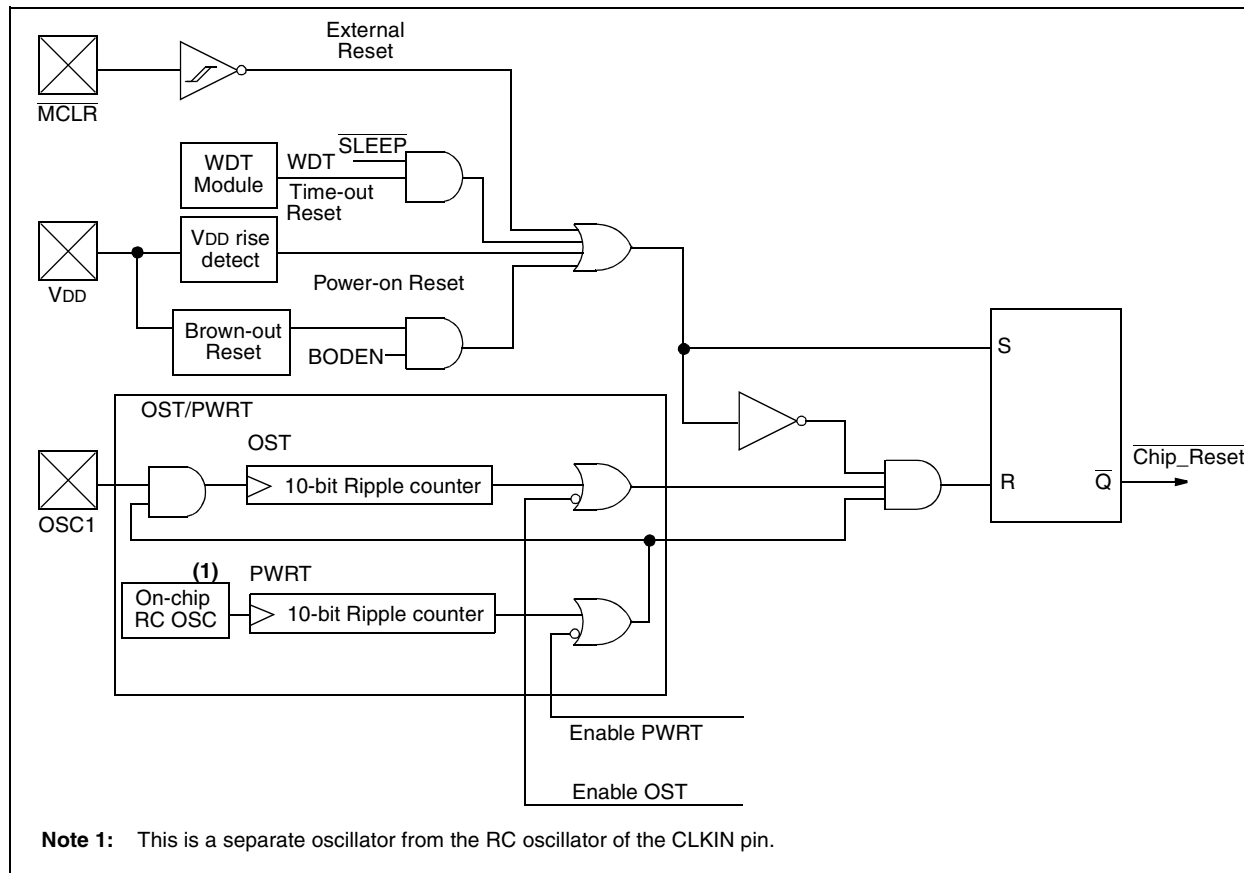 External
Reset
MCLR
SLEEP
WDT
Module
WDT
Time-out
Reset
VDD rise
detect
VDD
Power-on Reset
Brown-out
Reset
BODEN
S
OST/PWRT
OST
10-bit Ripple counter
OSC1
Chip_Reset
R
Q
(1)
PWRT
On-chip
RC OSC
10-bit Ripple counter
Enable PWRT
Enable OST
Note 1: This is a separate oscillator from the RC oscillator of the CLKIN pin.